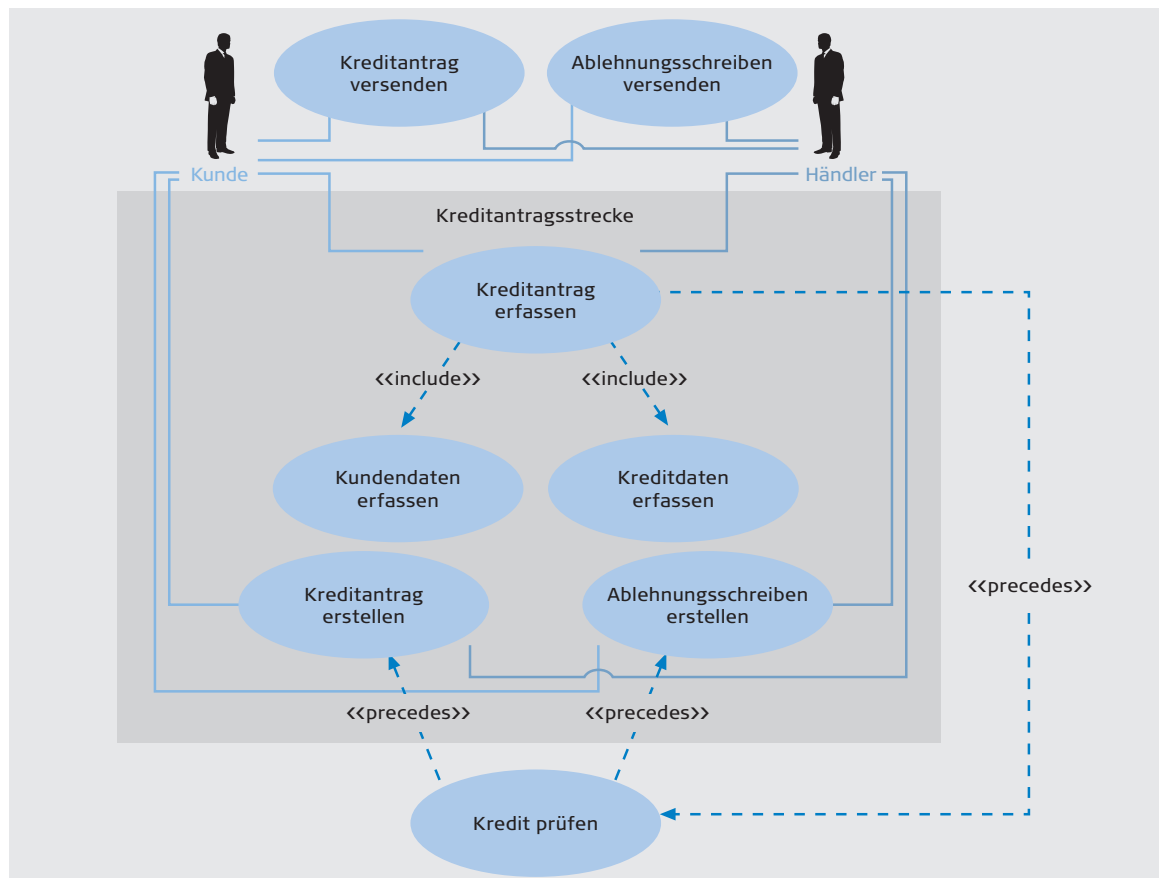 Kreditantrag
versenden
Ablehnungsschreiben
versenden
Kunde
Händler
Kreditantragsstrecke
Kreditantrag
erfassen
‹‹include››
‹‹include››
Kundendaten
erfassen
Kreditdaten
erfassen
Kreditantrag
erstellen
Ablehnungsschreiben
erstellen
‹‹precedes››
‹‹precedes››
‹‹precedes››
Kredit prüfen